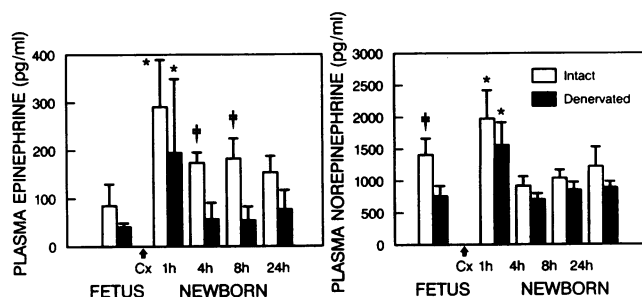 PLASMA EPINEPHRINE (pg/ml)
400
300
200
100
0
* *
⌖ ⌖
Cx 1h 4h 8h 24h
FETUS NEWBORN
PLASMA NOREPINEPHRINE (pg/ml)
3000
2500
2000
1500
1000
500
0
Intact
Denervated
* *
⌖
Cx 1h 4h 8h 24h
FETUS NEWBORN